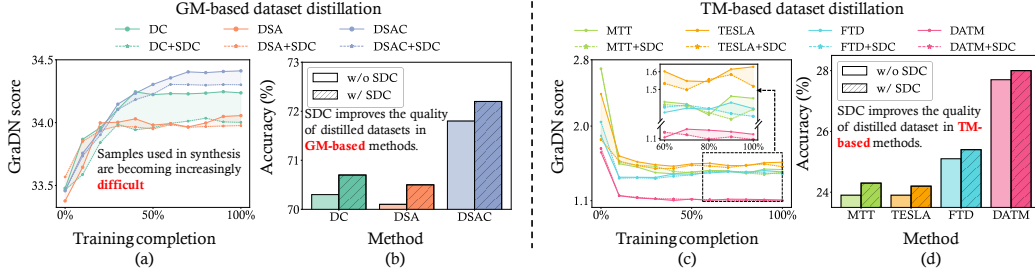 GM-based dataset distillation
DC
DSA
DSAC
DC+SDC
DSA+SDC
DSAC+SDC
GraDN score
34.5
34.0
33.5
Samples used in synthesis
are becoming increasingly
difficult
0%
50%
100%
Training completion
(a)
Accuracy (%)
73
72
71
70
w/o SDC
w/ SDC
SDC improves the quality
of distilled datasets in
GM-based methods.
DC
DSA
DSAC
Method
(b)
TM-based dataset distillation
MTT
TESLA
FTD
DATM
MTT+SDC
TESLA+SDC
FTD+SDC
DATM+SDC
GraDN score
2.8
2.0
1.1
1.6
1.5
1.1
60%
80%
100%
0%
50%
100%
Training completion
(c)
Accuracy (%)
28
26
24
w/o SDC
w/ SDC
SDC improves the quality
of distilled dataset in TM-
based methods.
MTT
TESLA
FTD
DATM
Method
(d)